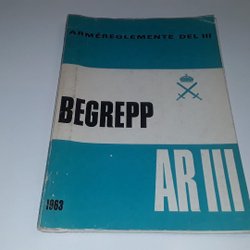 ARMÉREGLEMENTE DEL III
BEGREPP
AR III
1963